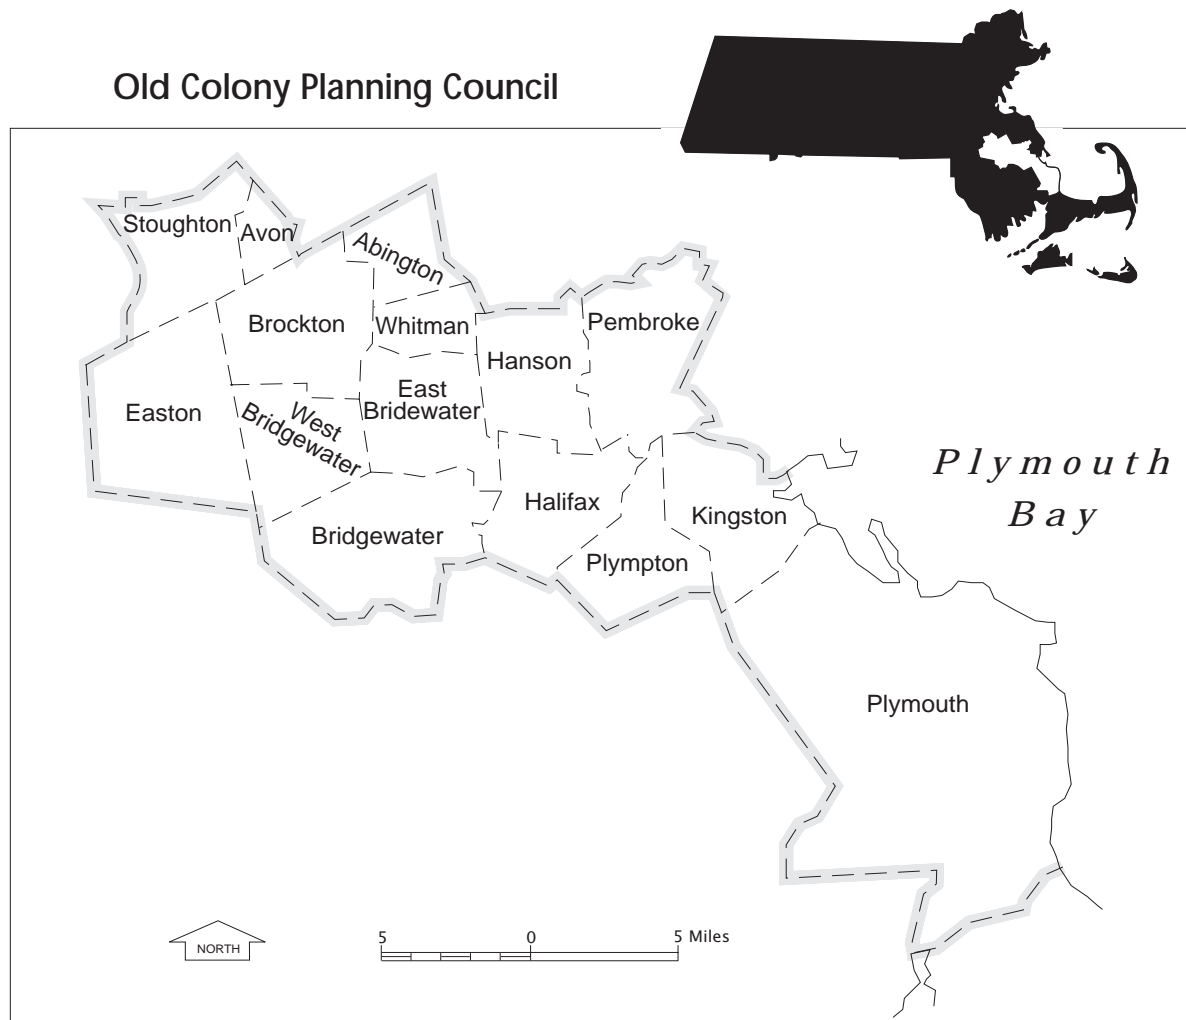 Old Colony Planning Council
Stoughton
Avon
Abington
Brockton
Whitman
Hanson
Pembroke
Easton
West
Bridgewater
East
Bridewater
Plymouth
Bay
Halifax
Kingston
Bridgewater
Plympton
Plymouth
NORTH
5 0 5 Miles